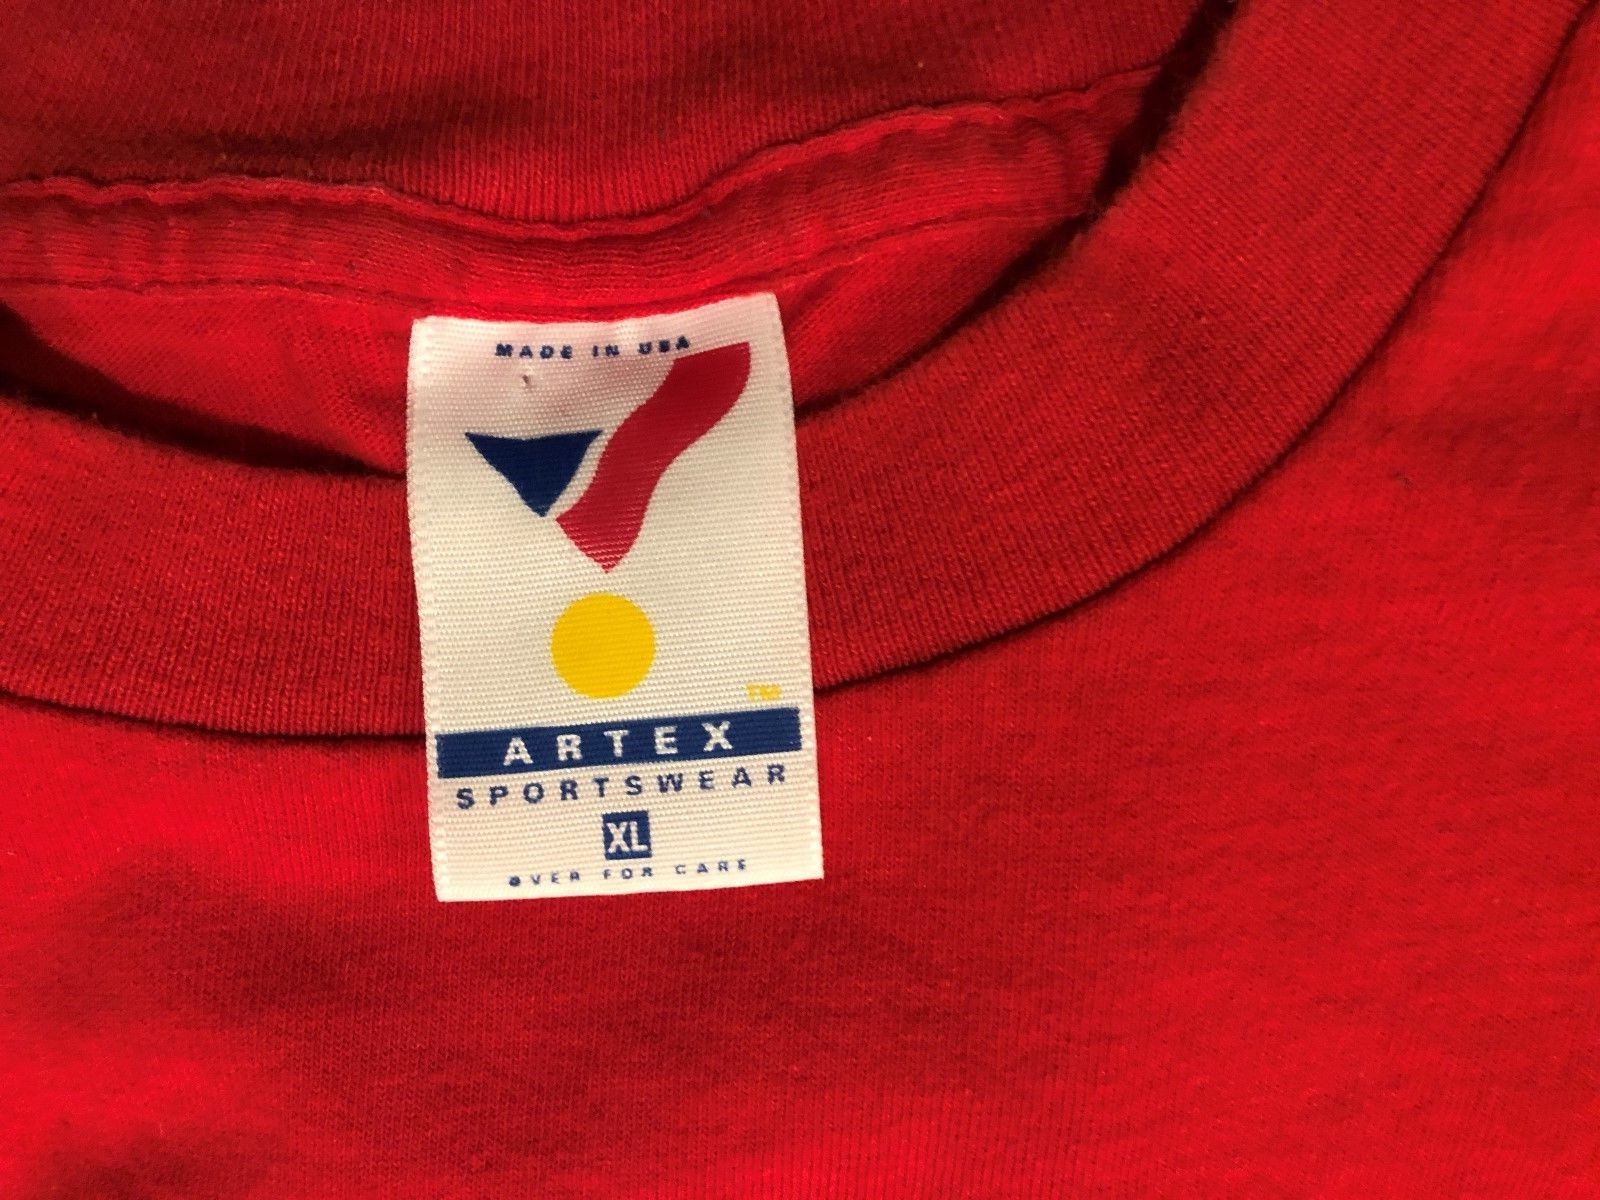 MADE IN USA
TM
ARTEX
SPORTSWEAR
XL
OVER FOR CARE